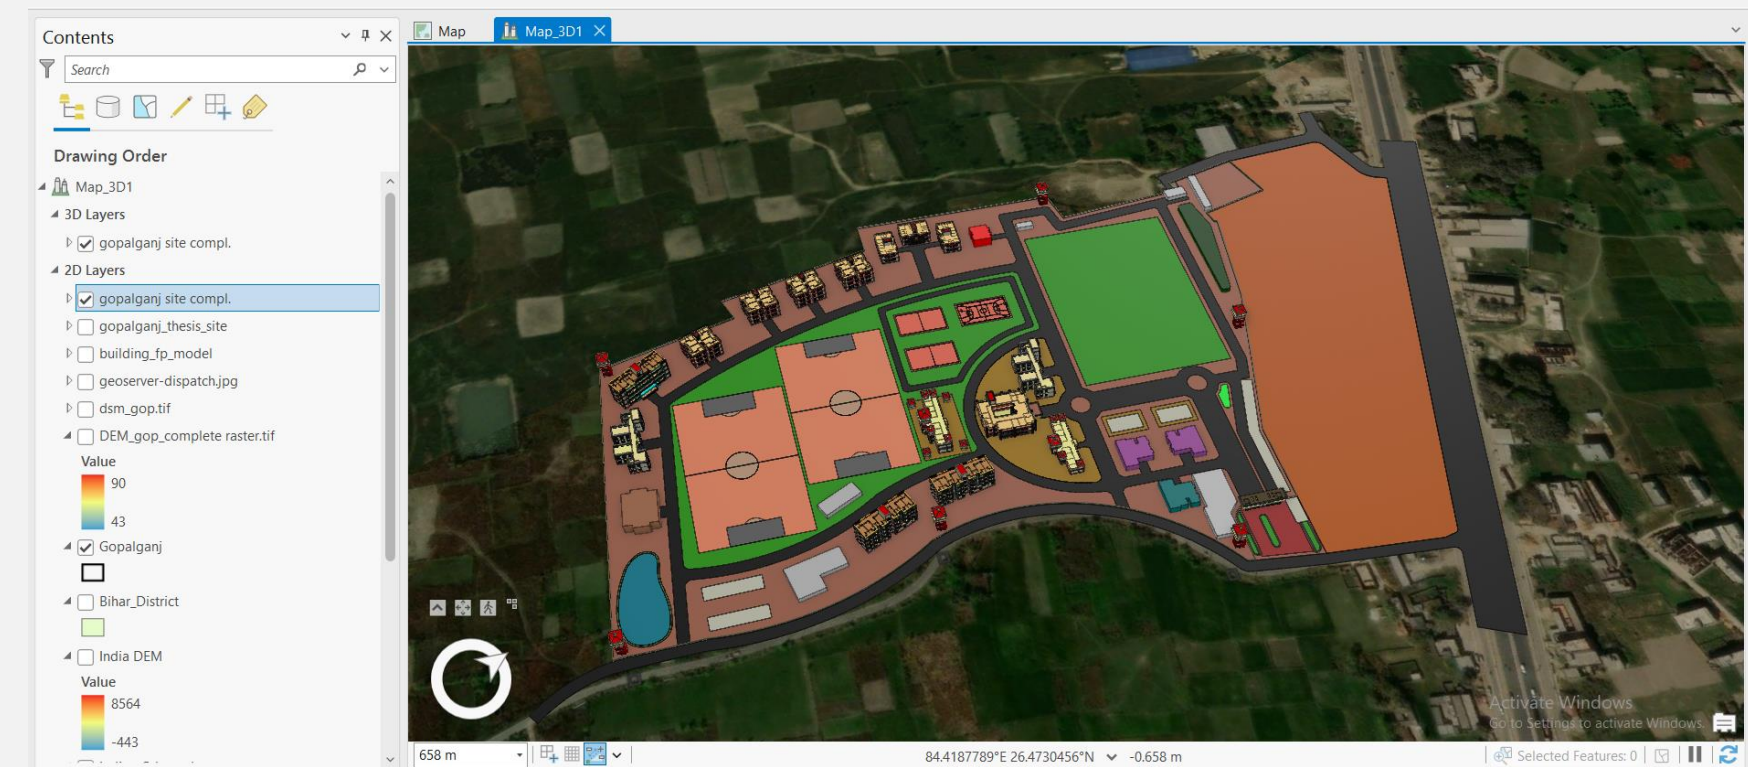 Contents
Search
Drawing Order
Map_3D1
3D Layers
gopalganj site compl.
2D Layers
gopalganj site compl.
gopalganj_thesis_site
building_fp_model
geoserver-dispatch.jpg
dsm_gop.tif
DEM_gop_complete raster.tif
Value
90
43
Gopalganj
Bihar_District
India DEM
Value
8564
-443
Map
Map_3D1
Activate Windows
Go to Settings to activate Windows.
658 m
84.4187789°E 26.4730456°N
-0.658 m
Selected Features: 0